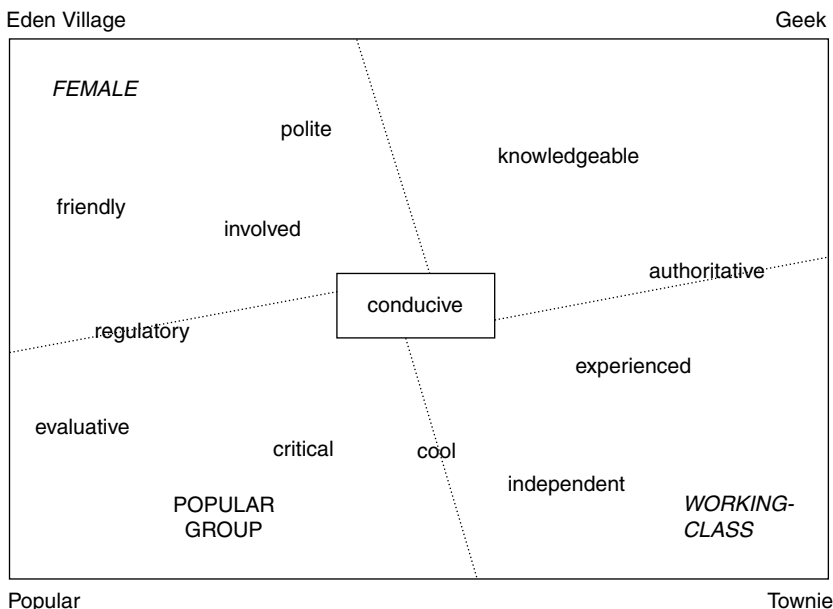 Eden Village
Geek
FEMALE
polite
knowledgeable
friendly
involved
authoritative
conducive
regulatory
experienced
evaluative
critical
cool
independent
POPULAR
GROUP
WORKING-
CLASS
Popular
Townie